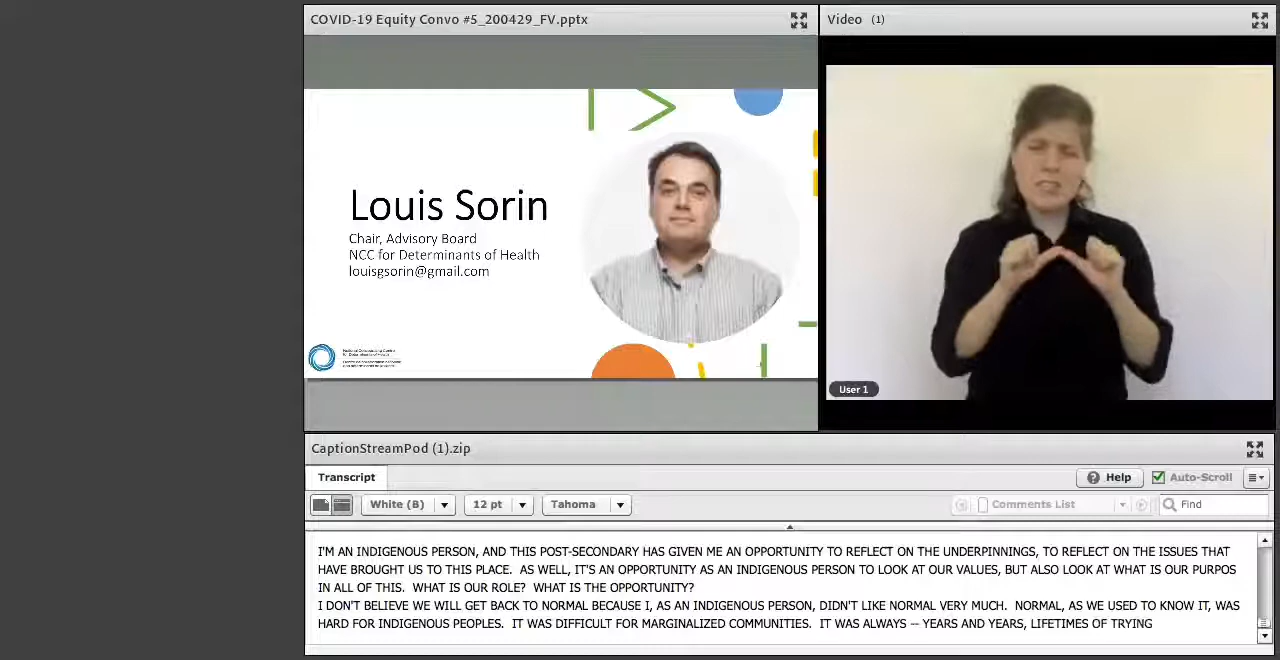 COVID-19 Equity Convo #5_200429_FV.pptx
Video (1)
Louis Sorin
Chair, Advisory Board
NCC for Determinants of Health
louisgsorin@gmail.com
National Collaborating Centre
for Determinants of Health
User 1
CaptionStreamPod (1).zip
Transcript
Help
Auto-Scroll
White (B)
12 pt
Tahoma
Comments List
Find
I'M AN INDIGENOUS PERSON, AND THIS POST-SECONDARY HAS GIVEN ME AN OPPORTUNITY TO REFLECT ON THE UNDERPINNINGS, TO REFLECT ON THE ISSUES THAT
HAVE BROUGHT US TO THIS PLACE. AS WELL, IT'S AN OPPORTUNITY AS AN INDIGENOUS PERSON TO LOOK AT OUR VALUES, BUT ALSO LOOK AT WHAT IS OUR PURPOS
IN ALL OF THIS. WHAT IS OUR ROLE? WHAT IS THE OPPORTUNITY?
I DON'T BELIEVE WE WILL GET BACK TO NORMAL BECAUSE I, AS AN INDIGENOUS PERSON, DIDN'T LIKE NORMAL VERY MUCH. NORMAL, AS WE USED TO KNOW IT, WAS
HARD FOR INDIGENOUS PEOPLES. IT WAS DIFFICULT FOR MARGINALIZED COMMUNITIES. IT WAS ALWAYS -- YEARS AND YEARS, LIFETIMES OF TRYING